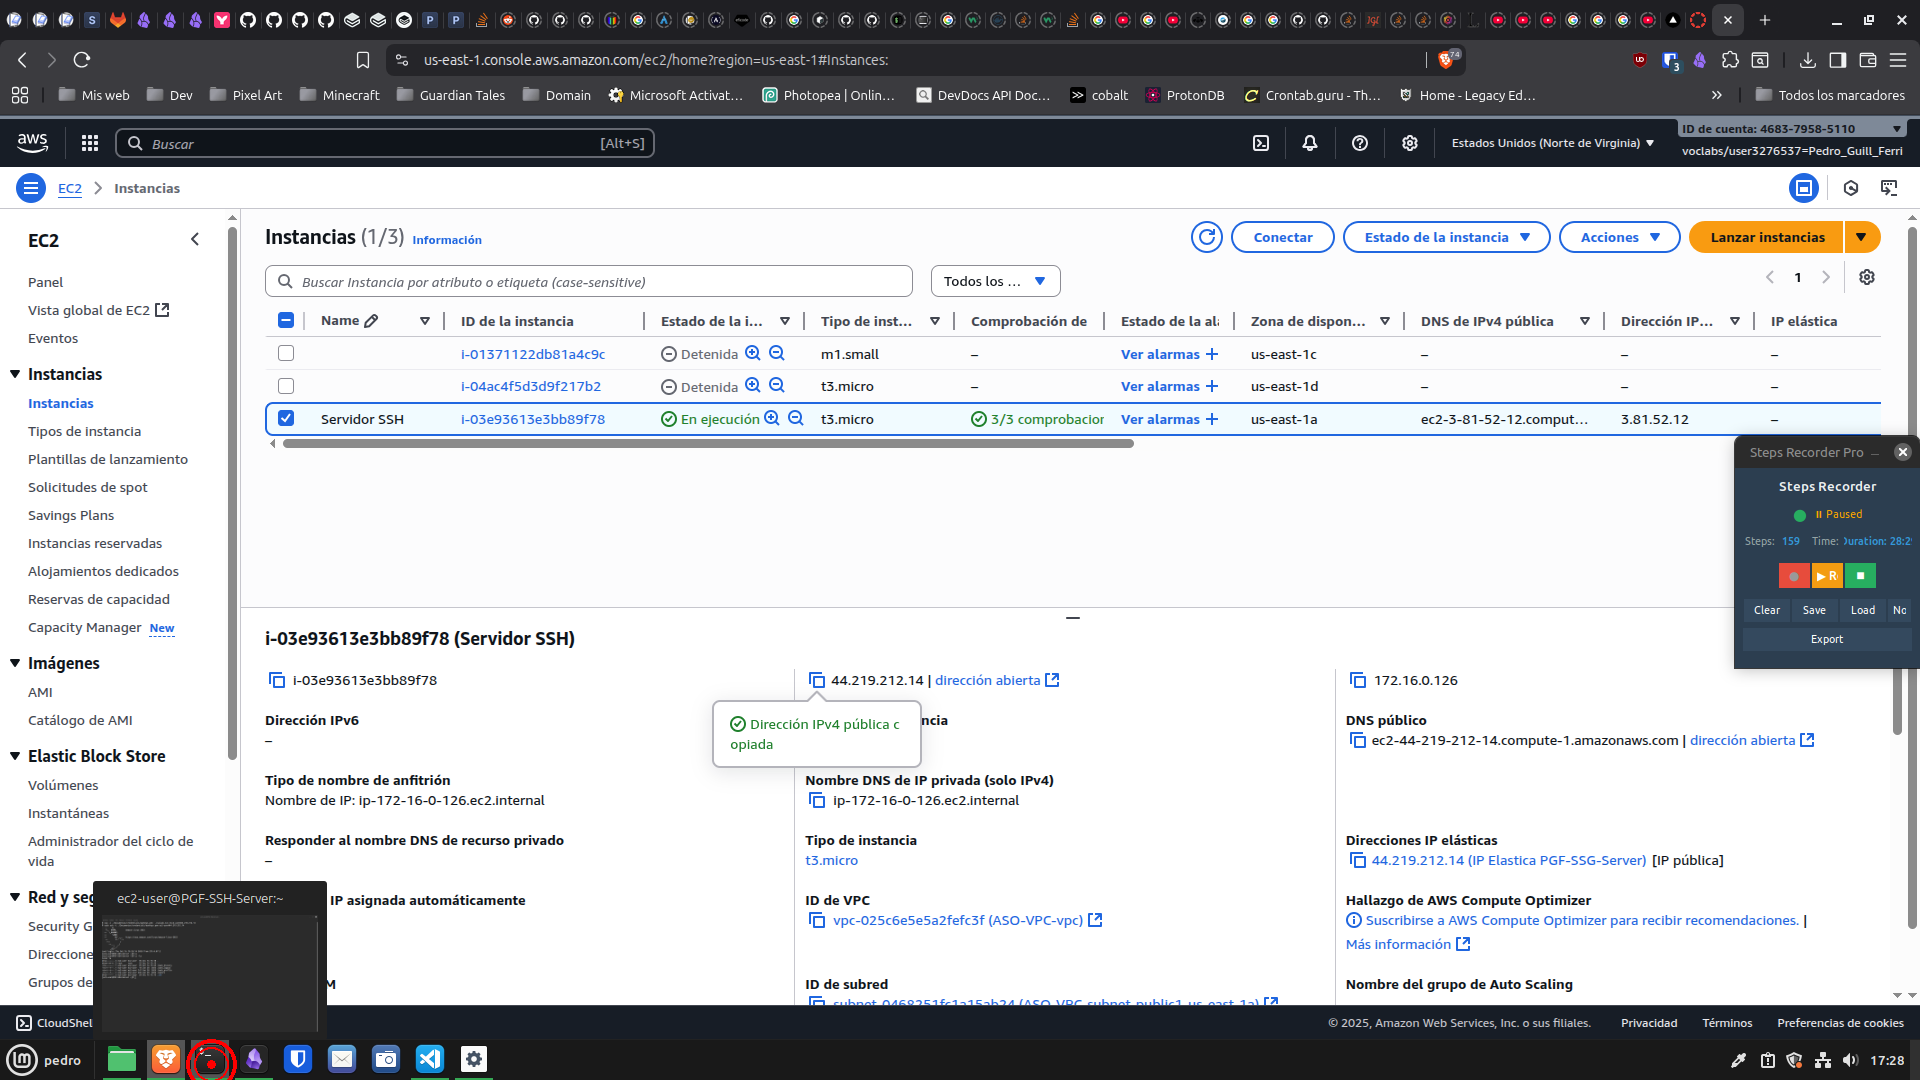 us-east-1.console.aws.amazon.com/ec2/home?region=us-east-1#Instances:
74
3
Mis web
Dev
Pixel Art
Minecraft
Guardian Tales
Domain
Microsoft Activat...
Photopea | Onlin...
DevDocs API Doc...
cobalt
ProtonDB
Crontab.guru - Th...
Home - Legacy Ed...
Todos los marcadores
aws
Buscar
[Alt+S]
Estados Unidos (Norte de Virginia)
ID de cuenta: 4683-7958-5110
voclabs/user3276537=Pedro_Guill_Ferri
EC2
Instancias
EC2
Panel
Vista global de EC2
Eventos
Instancias
Instancias
Tipos de instancia
Plantillas de lanzamiento
Solicitudes de spot
Savings Plans
Instancias reservadas
Alojamientos dedicados
Reservas de capacidad
Capacity Manager New
Imágenes
AMI
Catálogo de AMI
Elastic Block Store
Volúmenes
Instantáneas
Administrador del ciclo de
vida
Red y seg
Security G
Direccione
Grupos de
Instancias (1/3) Información
Conectar
Estado de la instancia
Acciones
Lanzar instancias
Buscar Instancia por atributo o etiqueta (case-sensitive)
Todos los ...
1
Name
ID de la instancia
Estado de la i...
Tipo de inst...
Comprobación de
Estado de la ala
Zona de dispon...
DNS de IPv4 pública
Dirección IP...
IP elástica
i-01371122db81a4c9c Detenida m1.small – Ver alarmas + us-east-1c – – –
i-04ac4f5d3d9f217b2 Detenida t3.micro – Ver alarmas + us-east-1d – – –
Servidor SSH i-03e93613e3bb89f78 En ejecución t3.micro 3/3 comprobacior Ver alarmas + us-east-1a ec2-3-81-52-12.comput... 3.81.52.12 –
Steps Recorder Pro
Steps Recorder
Paused
Steps: 159 Time: Duration: 28:2
R
Clear
Save
Load
No
Export
i-03e93613e3bb89f78 (Servidor SSH)
i-03e93613e3bb89f78
44.219.212.14 | dirección abierta
172.16.0.126
Dirección IPv4 pública c
opiada
Dirección IPv6
–
ncia
DNS público
ec2-44-219-212-14.compute-1.amazonaws.com | dirección abierta
Tipo de nombre de anfitrión
Nombre de IP: ip-172-16-0-126.ec2.internal
Nombre DNS de IP privada (solo IPv4)
ip-172-16-0-126.ec2.internal
Responder al nombre DNS de recurso privado
–
Tipo de instancia
t3.micro
Direcciones IP elásticas
44.219.212.14 (IP Elastica PGF-SSG-Server) [IP pública]
IP asignada automáticamente
ID de VPC
vpc-025c6e5e5a2fefc3f (ASO-VPC-vpc)
Hallazgo de AWS Compute Optimizer
Suscribirse a AWS Compute Optimizer para recibir recomendaciones. |
Más información
M
ID de subred
subnet-0468251fc1a15ab24 (ASO-VPC-subnet-public1-us-east-1a)
Nombre del grupo de Auto Scaling
ec2-user@PGF-SSH-Server:~
CloudShel
© 2025, Amazon Web Services, Inc. o sus filiales.
Privacidad
Términos
Preferencias de cookies
pedro
17:28